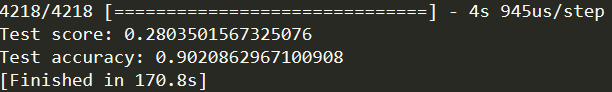 4218/4218 [==============================] - 4s 945us/step
Test score: 0.2803501567325076
Test accuracy: 0.9020862967100908
[Finished in 170.8s]